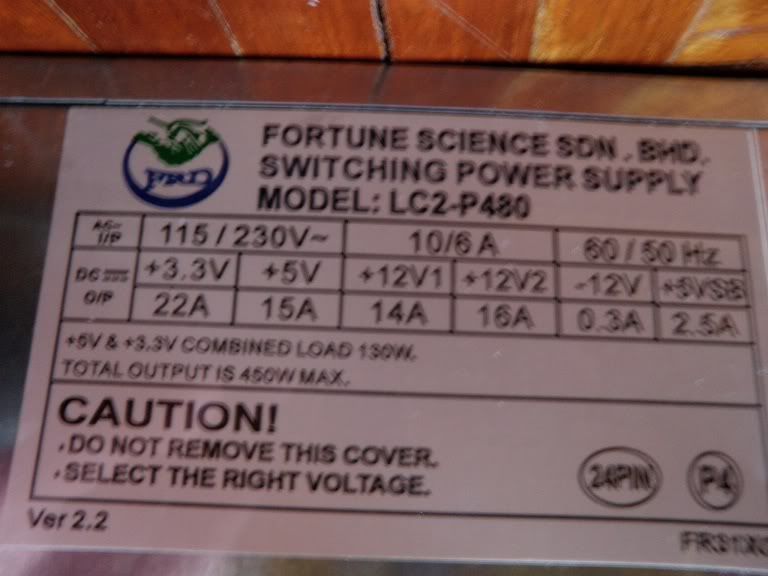 FORTUNE SCIENCE SDN . BHD.
SWITCHING POWER SUPPLY
MODEL: LC2-P480
AC~ I/P 115 / 230V~ 10/6 A 60 / 50 Hz
DC O/P +3.3V +5V +12V1 +12V2 -12V +5VSB
22A 15A 14A 16A 0.3A 2.5A
+5V & +3.3V COMBINED LOAD 130W.
TOTAL OUTPUT IS 450W MAX.
CAUTION!
.DO NOT REMOVE THIS COVER.
.SELECT THE RIGHT VOLTAGE.
24PIN P4
Ver 2.2